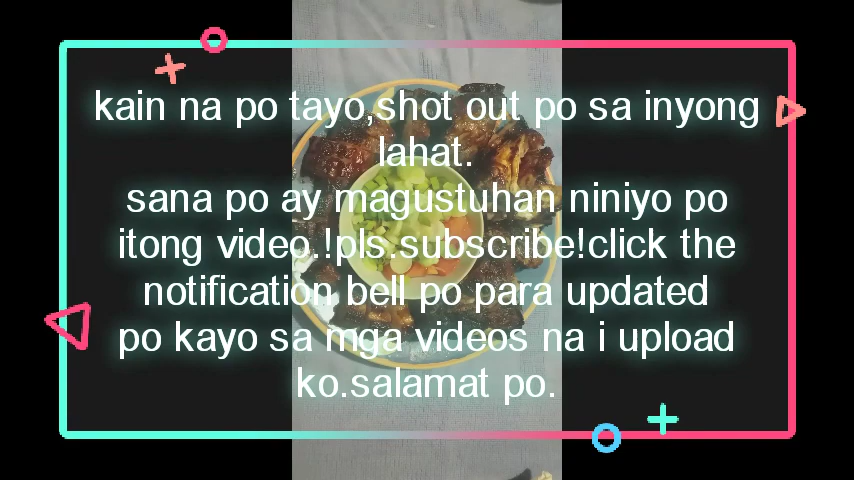 kain na po tayo,shot out po sa inyong
lahat.
sana po ay magustuhan niniyo po
itong video.!pls.subscribe!click the
notification bell po para updated
po kayo sa mga videos na i upload
ko.salamat po.